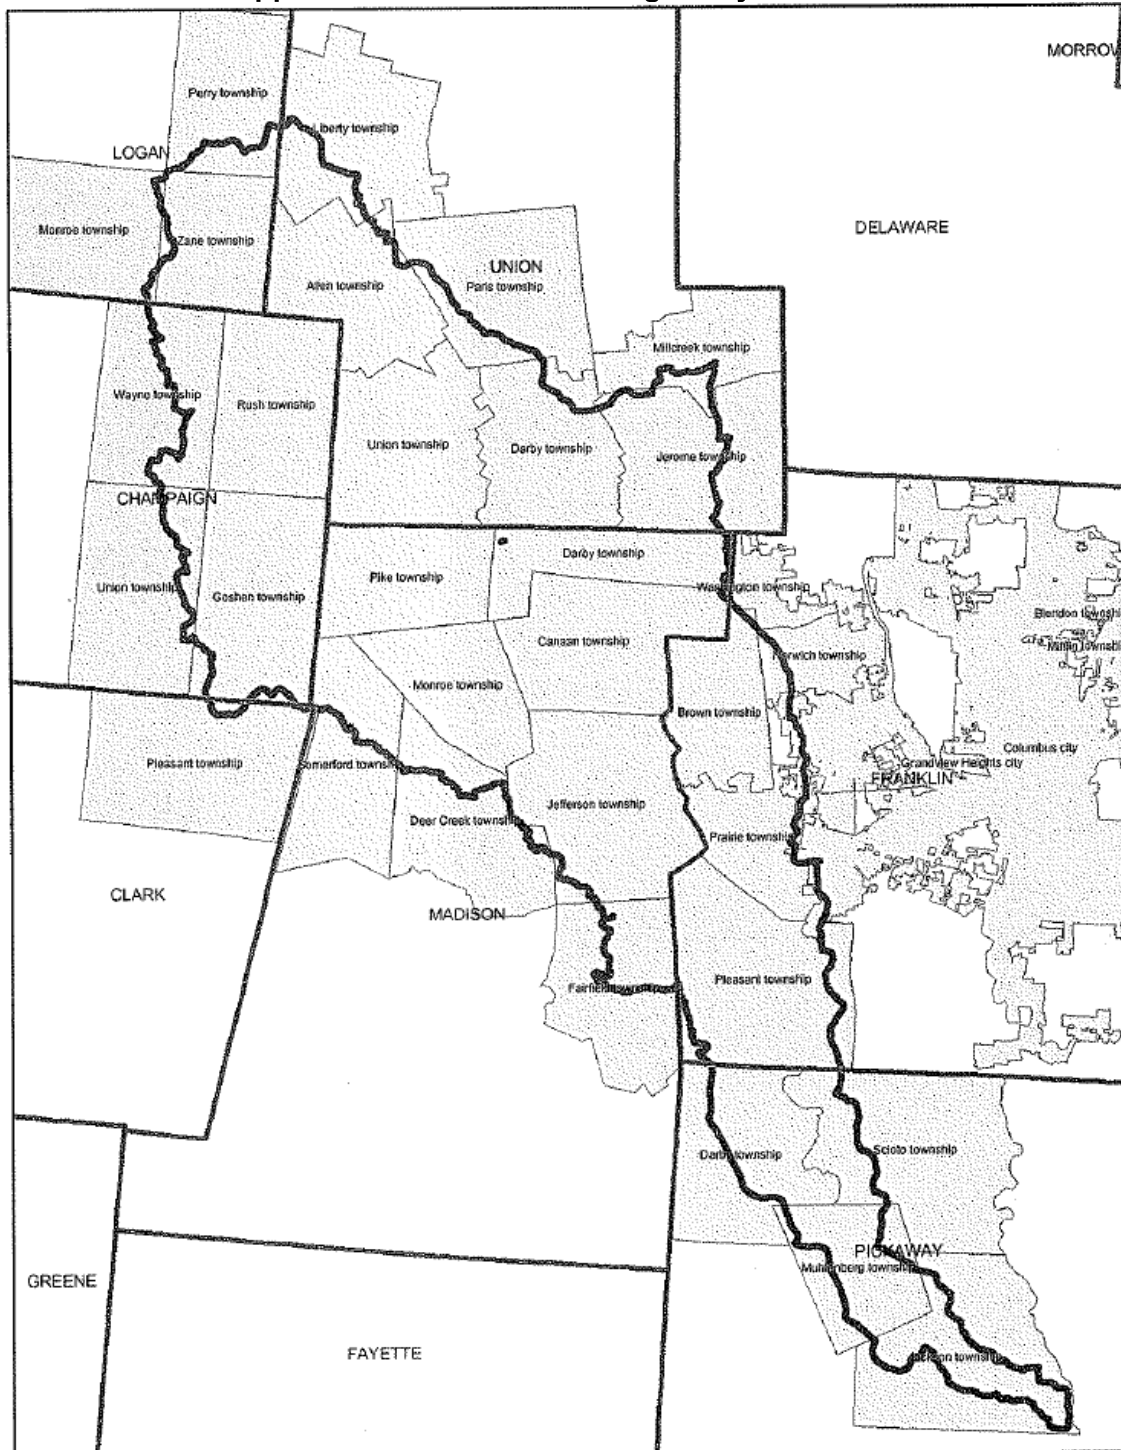 MORROW
Perry township
Liberty township
LOGAN
DELAWARE
Monroe township
Zane township
UNION
Allen township
Paris township
Millcreek township
Wayne township
Rush township
Union township
Darby township
Jerome township
CHAMPAIGN
Darby township
Pike township
Union township
Goshen township
Washington township
Blendon township
Canaan township
Norwich township
Mifflin township
Monroe township
Brown township
Columbus city
Pleasant township
Somerford township
Grandview Heights city
FRANKLIN
Jefferson township
Deer Creek township
Prairie township
CLARK
MADISON
Pleasant township
Fairfield township
Darby township
Scioto township
PICKAWAY
Muhlenberg township
GREENE
FAYETTE
Jackson township